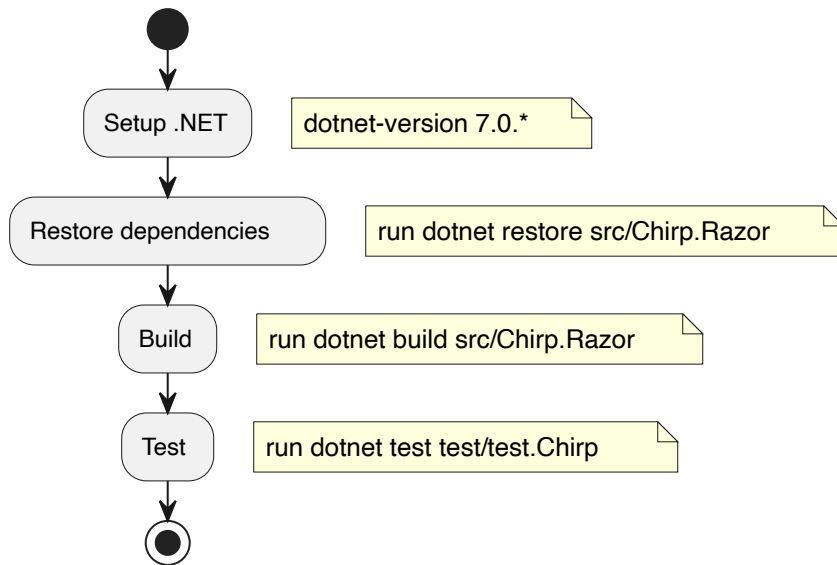 Setup .NET
dotnet-version 7.0.*
Restore dependencies
run dotnet restore src/Chirp.Razor
Build
run dotnet build src/Chirp.Razor
Test
run dotnet test test/test.Chirp